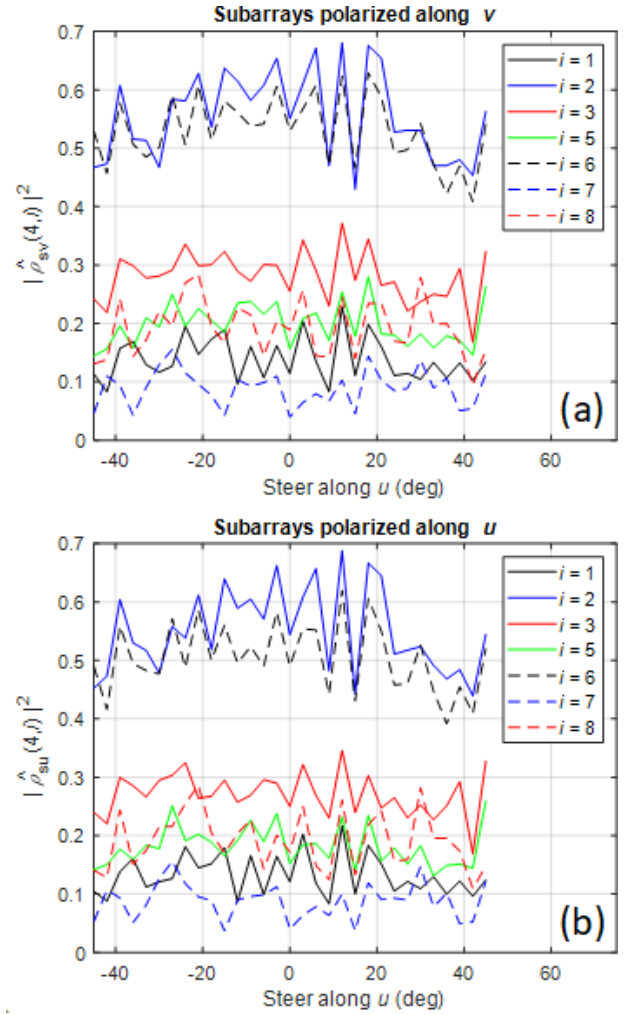 Subarrays polarized along v
0.7
0.6
0.5
0.4
0.3
0.2
0.1
0
| ρ̂sv(4,i) |²
i = 1
i = 2
i = 3
i = 5
i = 6
i = 7
i = 8
(a)
-40 -20 0 20 40 60
Steer along u (deg)
Subarrays polarized along u
0.7
0.6
0.5
0.4
0.3
0.2
0.1
0
| ρ̂su(4,i) |²
i = 1
i = 2
i = 3
i = 5
i = 6
i = 7
i = 8
(b)
-40 -20 0 20 40 60
Steer along u (deg)